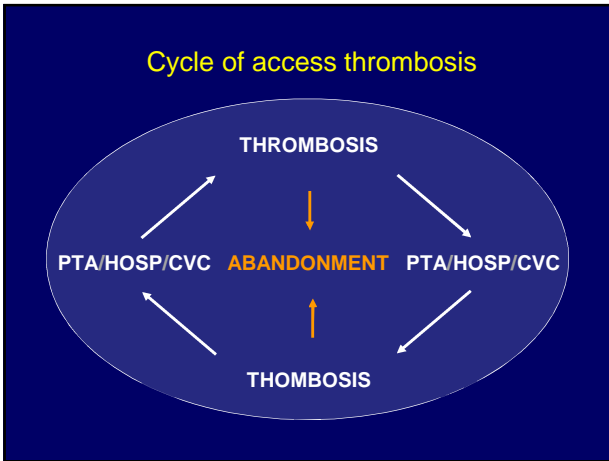 Cycle of access thrombosis
THROMBOSIS
PTA/HOSP/CVC ABANDONMENT PTA/HOSP/CVC
THOMBOSIS